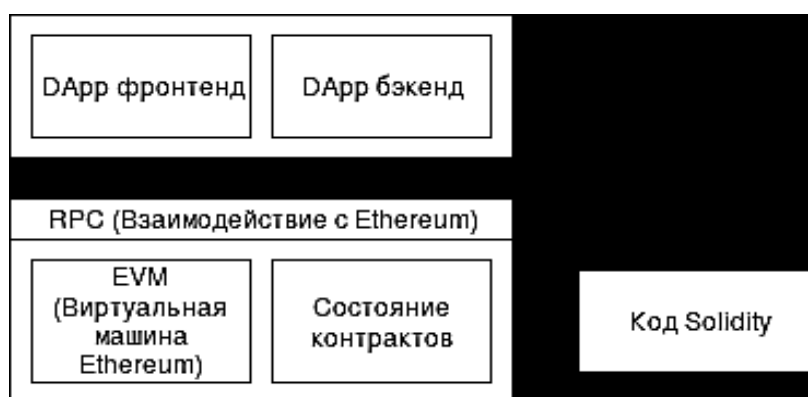 DApp фронтенд
DApp бэкенд
RPC (Взаимодействие с Ethereum)
EVM
(Виртуальная
машина
Ethereum)
Состояние
контрактов
Код Solidity